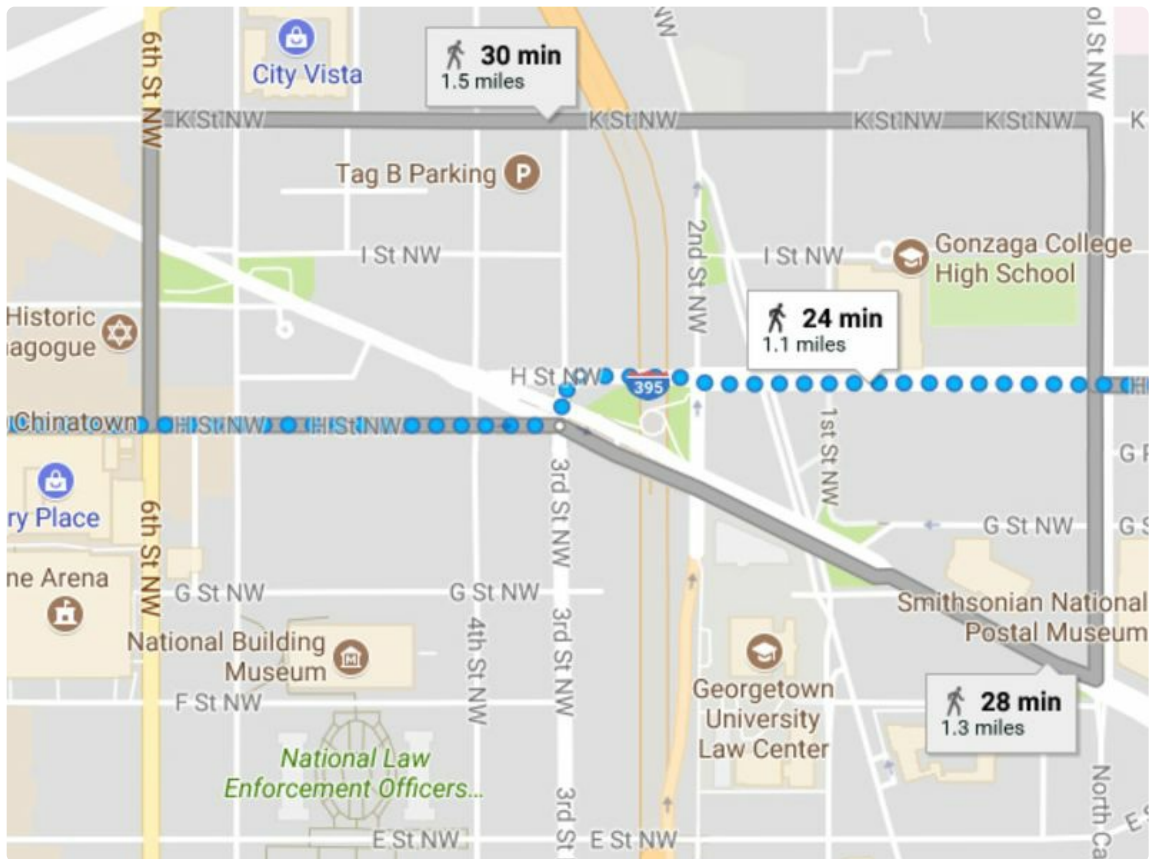 NW
ol St NW
6th St NW
City Vista
30 min
1.5 miles
K St NW
K St NW
K St NW
K St NW
K
Tag B Parking
P
2nd St NW
I St NW
I St NW
Gonzaga College
High School
Historic
nagogue
24 min
1.1 miles
H St NW
395
H
Chinatown
H St NW
H St NW
1st St NW
G P
ry Place
6th St NW
3rd St NW
G St NW
G S
ne Arena
G St NW
G St NW
Smithsonian National
Postal Museum
National Building
Museum
M
4th St NW
3rd St NW
Georgetown
University
Law Center
28 min
1.3 miles
F St NW
National Law
Enforcement Officers...
3rd St
North Ca
E St NW
E St NW
E S